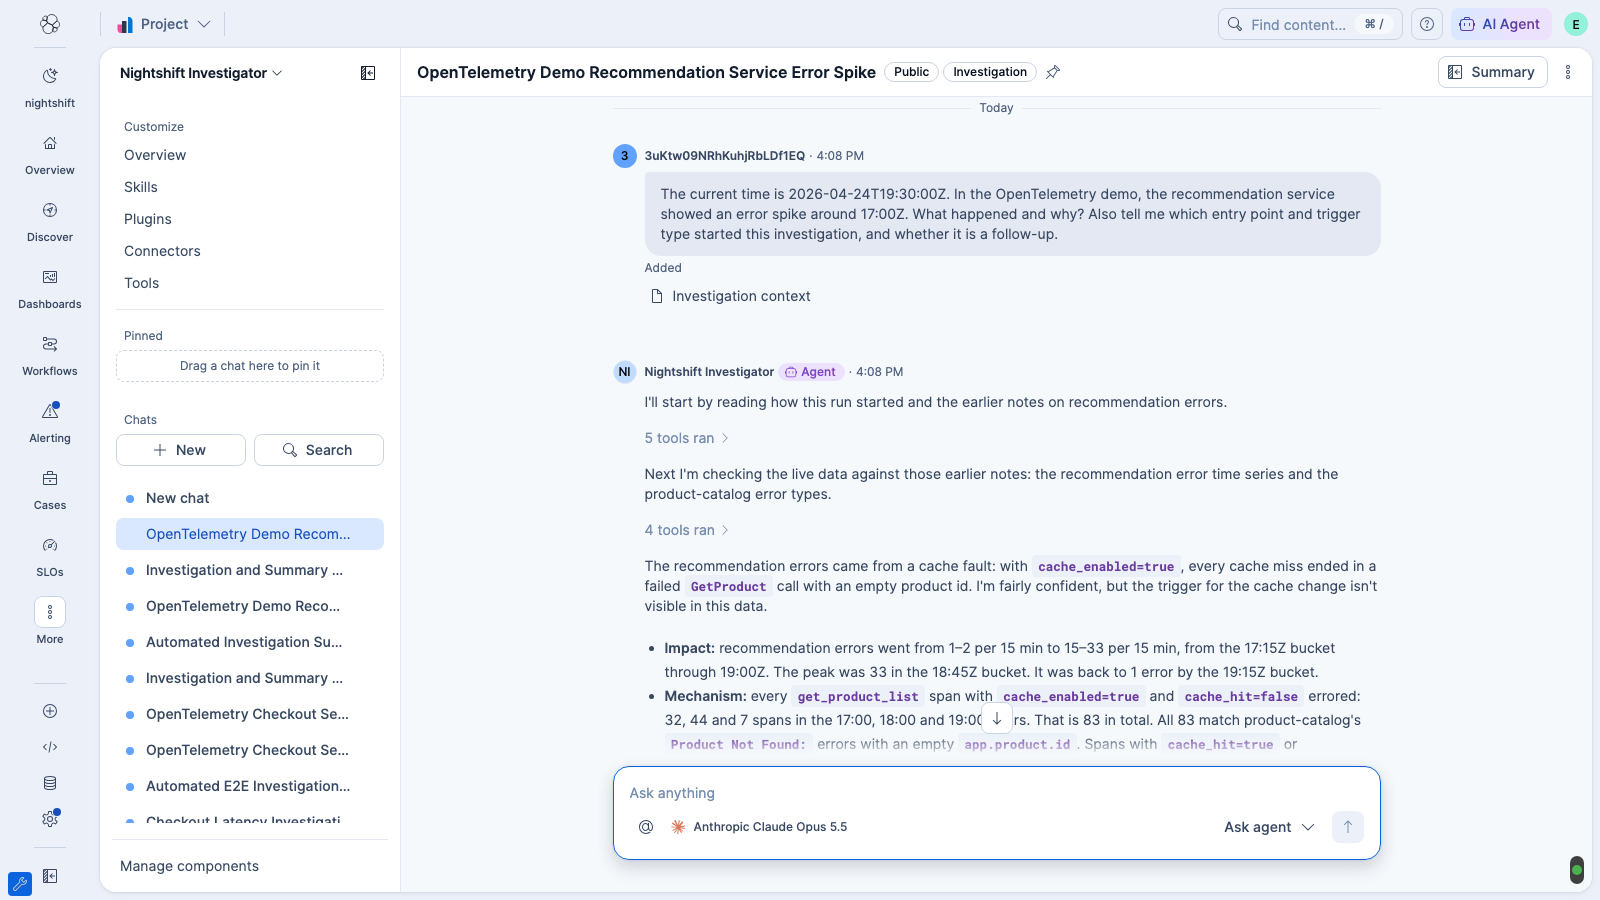 Project
Find content...
⌘ /
AI Agent
E
nightshift
Overview
Discover
Dashboards
Workflows
Alerting
Cases
SLOs
More
Nightshift Investigator
Customize
Overview
Skills
Plugins
Connectors
Tools
Pinned
Drag a chat here to pin it
Chats
New
Search
New chat
OpenTelemetry Demo Recom...
Investigation and Summary ...
OpenTelemetry Demo Reco...
Automated Investigation Su...
Investigation and Summary ...
OpenTelemetry Checkout Se...
OpenTelemetry Checkout Se...
Automated E2E Investigation...
Checkout Latency Investigati
Manage components
OpenTelemetry Demo Recommendation Service Error Spike
Public
Investigation
Summary
Today
3
3uKtw09NRhKuhjRbLDf1EQ · 4:08 PM
The current time is 2026-04-24T19:30:00Z. In the OpenTelemetry demo, the recommendation service
showed an error spike around 17:00Z. What happened and why? Also tell me which entry point and trigger
type started this investigation, and whether it is a follow-up.
Added
Investigation context
NI
Nightshift Investigator Agent · 4:08 PM
I'll start by reading how this run started and the earlier notes on recommendation errors.
5 tools ran
Next I'm checking the live data against those earlier notes: the recommendation error time series and the
product-catalog error types.
4 tools ran
The recommendation errors came from a cache fault: with cache_enabled=true, every cache miss ended in a
failed GetProduct call with an empty product id. I'm fairly confident, but the trigger for the cache change isn't
visible in this data.
• Impact: recommendation errors went from 1–2 per 15 min to 15–33 per 15 min, from the 17:15Z bucket
through 19:00Z. The peak was 33 in the 18:45Z bucket. It was back to 1 error by the 19:15Z bucket.
• Mechanism: every get_product_list span with cache_enabled=true and cache_hit=false errored:
32, 44 and 7 spans in the 17:00, 18:00 and 19:00 rs. That is 83 in total. All 83 match product-catalog's
Product Not Found: errors with an empty app.product.id. Spans with cache_hit=true or
Ask anything
@
Anthropic Claude Opus 5.5
Ask agent